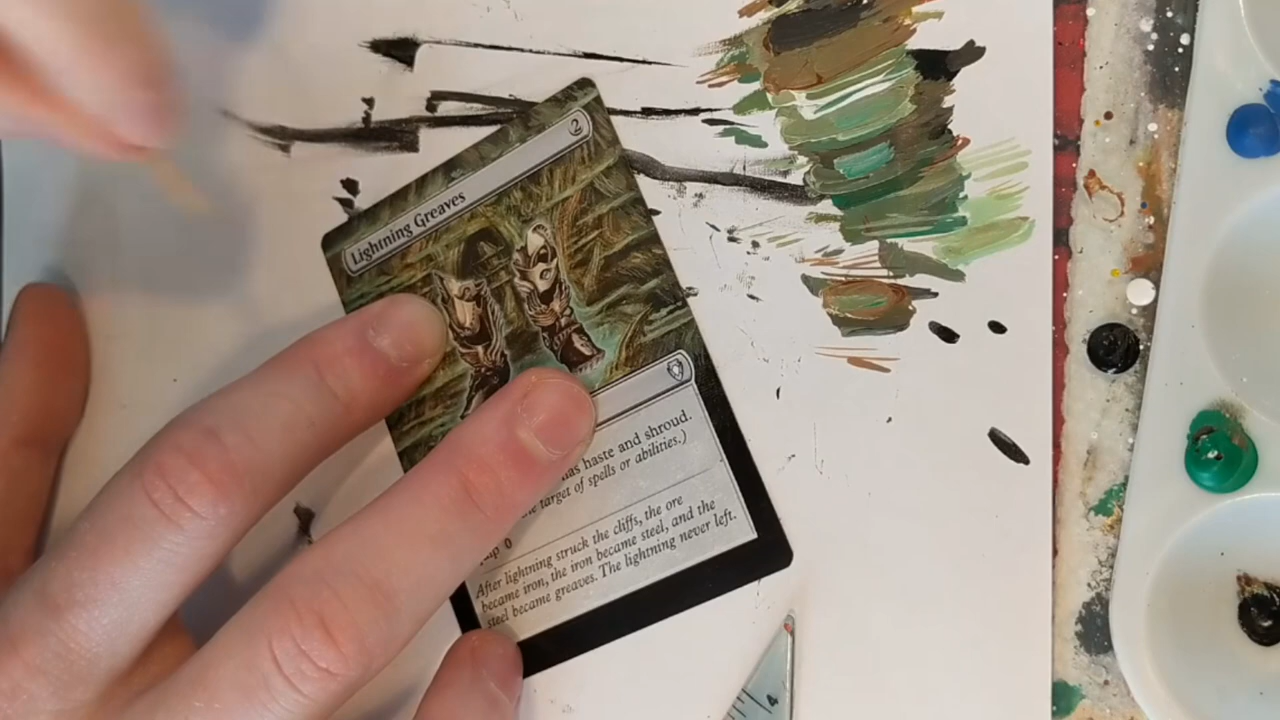 Lightning Greaves
2
has haste and shroud.
target of spells or abilities.)
0
After lightning struck the cliffs, the ore
became iron, the iron became steel, and the
steel became greaves. The lightning never left.
4